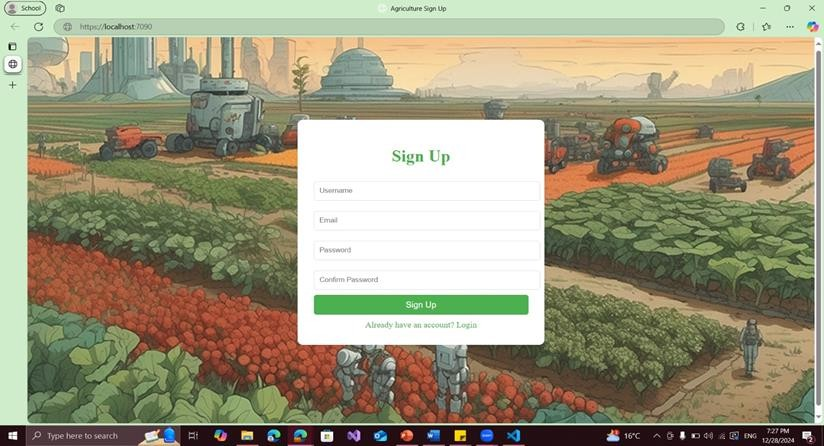 School
Agriculture Sign Up
https://localhost:7090
Sign Up
Username
Email
Password
Confirm Password
Sign Up
Already have an account? Login
Type here to search
16°C
ENG
7:27 PM
12/28/2024
2